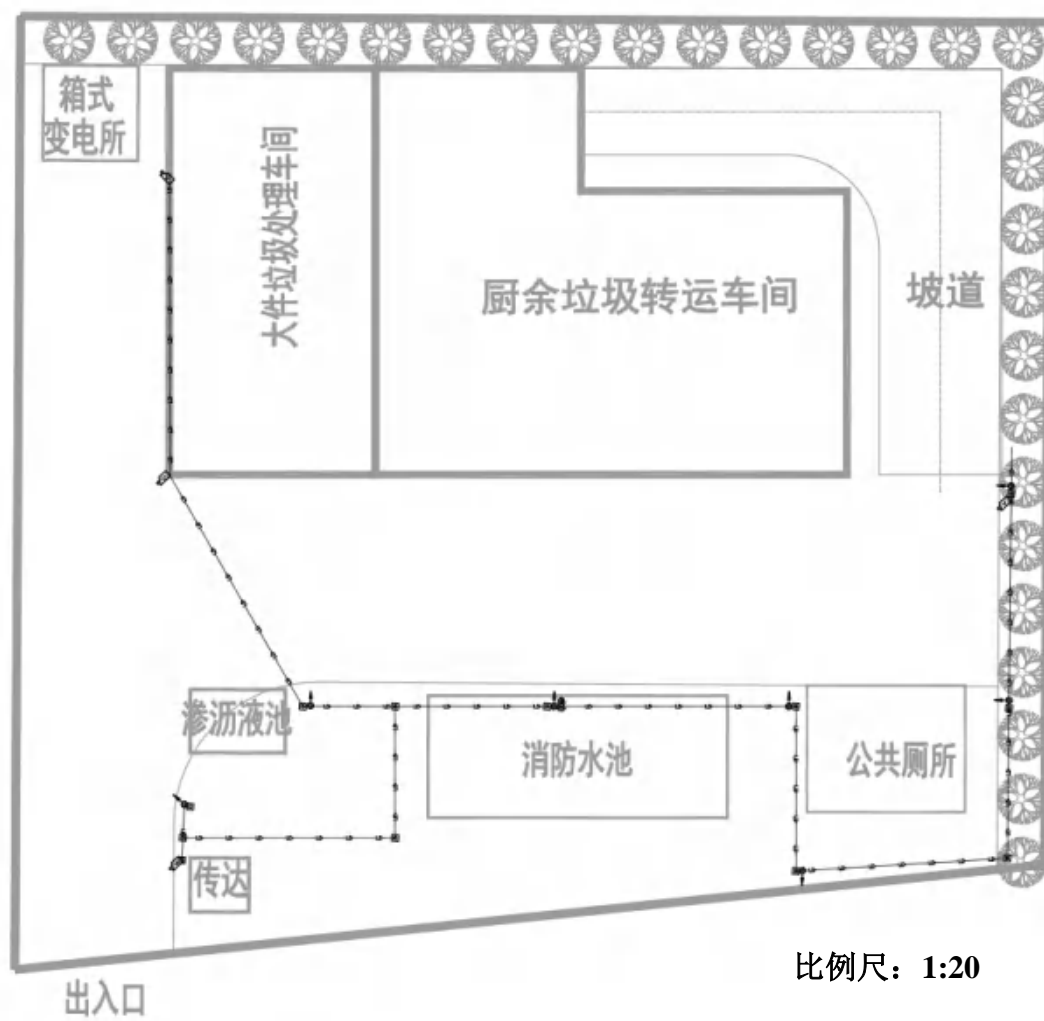 箱式
变电所
大件垃圾处理车间
厨余垃圾转运车间
坡道
渗沥液池
消防水池
公共厕所
传达
比例尺：1:20
出入口